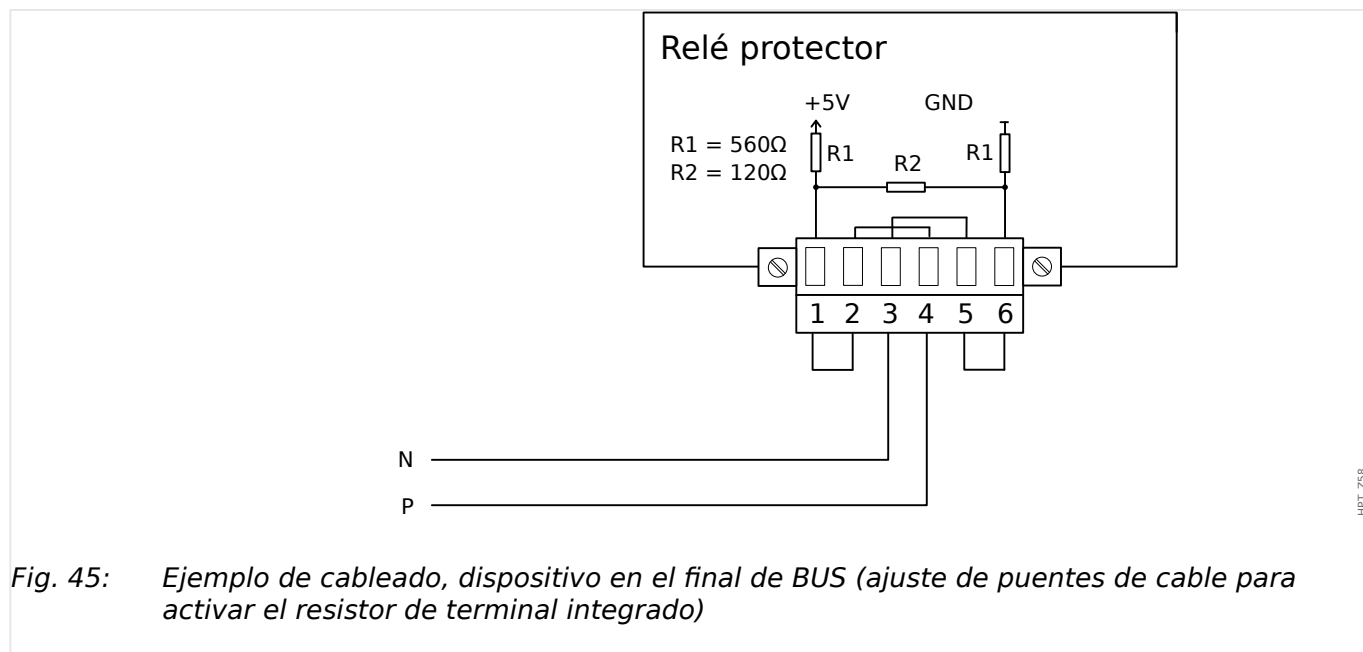 Relé protector
+5V
GND
R1 = 560Ω
R1
R1
R2 = 120Ω
R2
1 2 3 4 5 6
N
P
HPT_Z58
Fig. 45: Ejemplo de cableado, dispositivo en el final de BUS (ajuste de puentes de cable para
activar el resistor de terminal integrado)